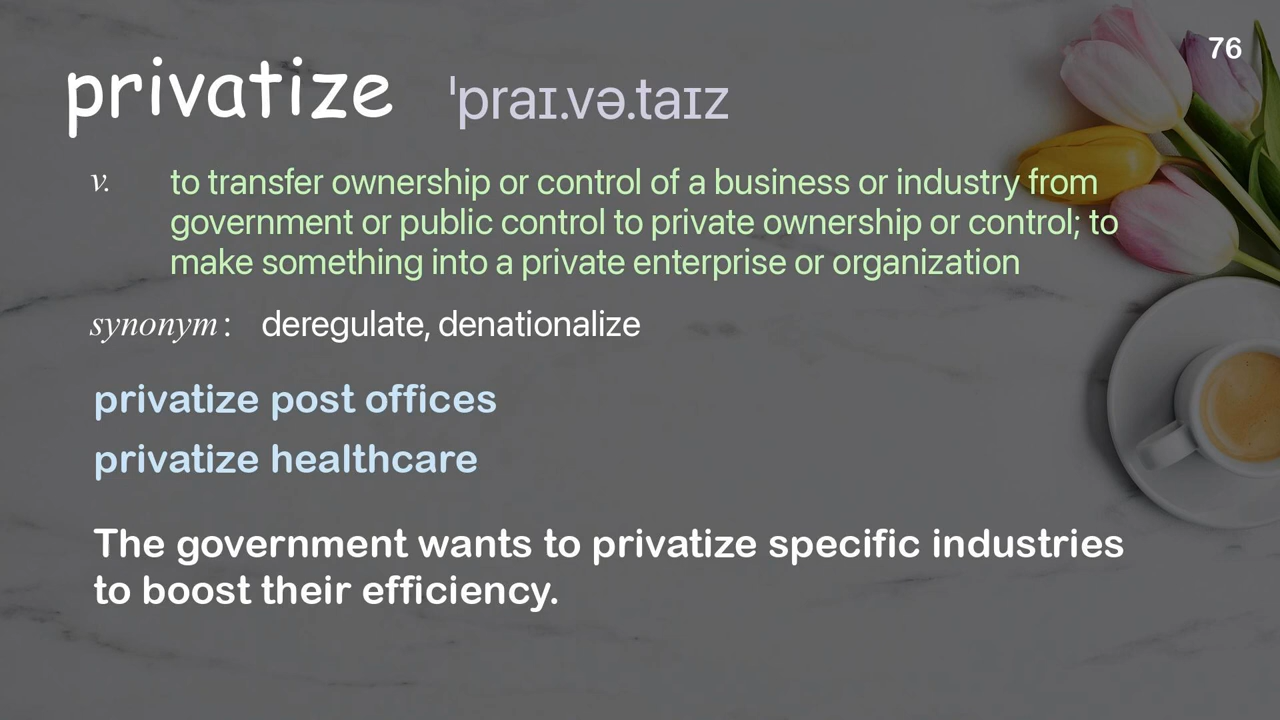 76
privatize ˈpraɪ.və.taɪz
v. to transfer ownership or control of a business or industry from
government or public control to private ownership or control; to
make something into a private enterprise or organization
synonym: deregulate, denationalize
privatize post offices
privatize healthcare
The government wants to privatize specific industries
to boost their efficiency.